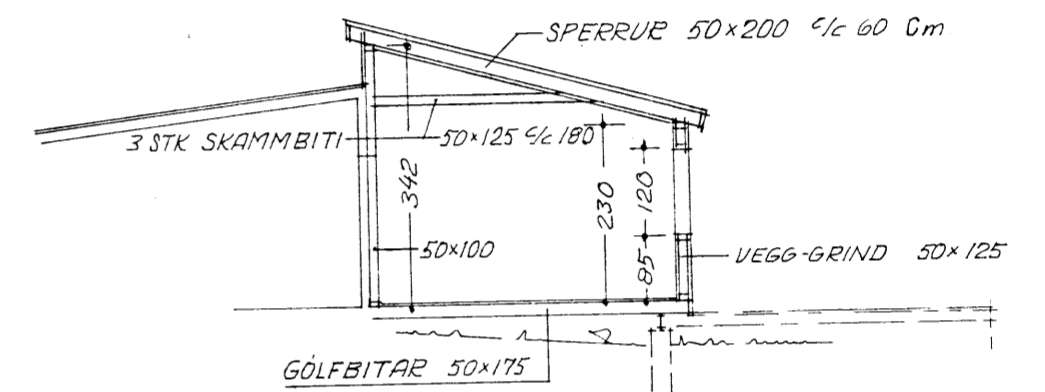 SPERRUR 50×200 c/c 60 Cm
3 STK SKAMMBITI 50×125 c/c 180
342
230
120
50×100
85
VEGG-GRIND 50×125
GÓLFBITAR 50×175